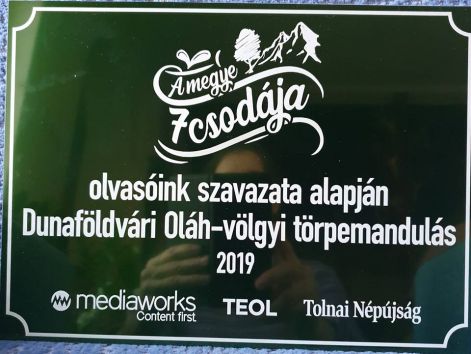 A megye
7csodája
olvasóink szavazata alapján
Dunaföldvári Oláh-völgyi törpemandulás
2019
mediaworks TEOL Tolnai Népújság
Content first.